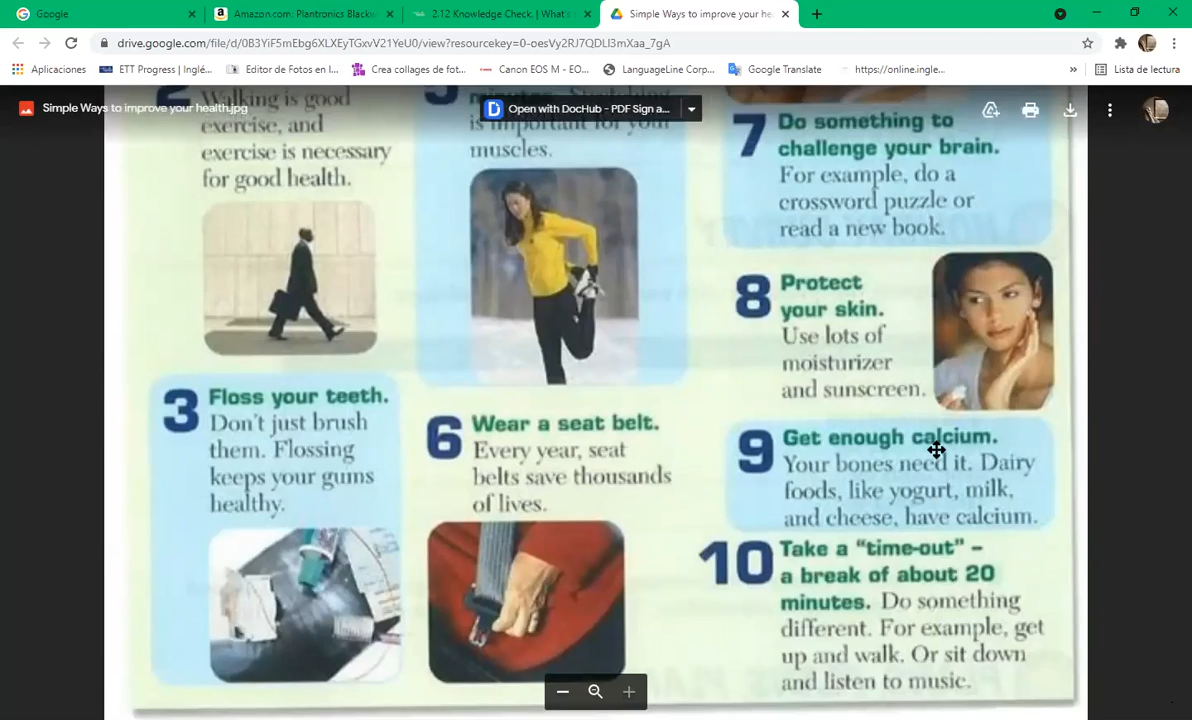 Google
Amazon.com: Plantronics Blackw
2.12 Knowledge Check. | What's
Simple Ways to improve your he
drive.google.com/file/d/0B3YiF5mEbg6XLXEyTGxvV21YeU0/view?resourcekey=0-oesVy2RJ7QDLI3mXaa_7gA
Aplicaciones
ETT Progress | Inglé...
Editor de Fotos en l...
Crea collages de fot...
Canon EOS M - EO...
LanguageLine Corp...
Google Translate
https://online.ingle...
»
Lista de lectura
Simple Ways to improve your health.jpg
Open with DocHub - PDF Sign a...
2
Walking is good
exercise, and
exercise is necessary
for good health.
3 Floss your teeth.
Don't just brush
them. Flossing
keeps your gums
healthy.
5
minutes. Stretching
is important for your
muscles.
6 Wear a seat belt.
Every year, seat
belts save thousands
of lives.
7 Do something to
challenge your brain.
For example, do a
crossword puzzle or
read a new book.
8 Protect
your skin.
Use lots of
moisturizer
and sunscreen.
9 Get enough calcium.
Your bones need it. Dairy
foods, like yogurt, milk,
and cheese, have calcium.
10 Take a “time-out” –
a break of about 20
minutes. Do something
different. For example, get
up and walk. Or sit down
and listen to music.